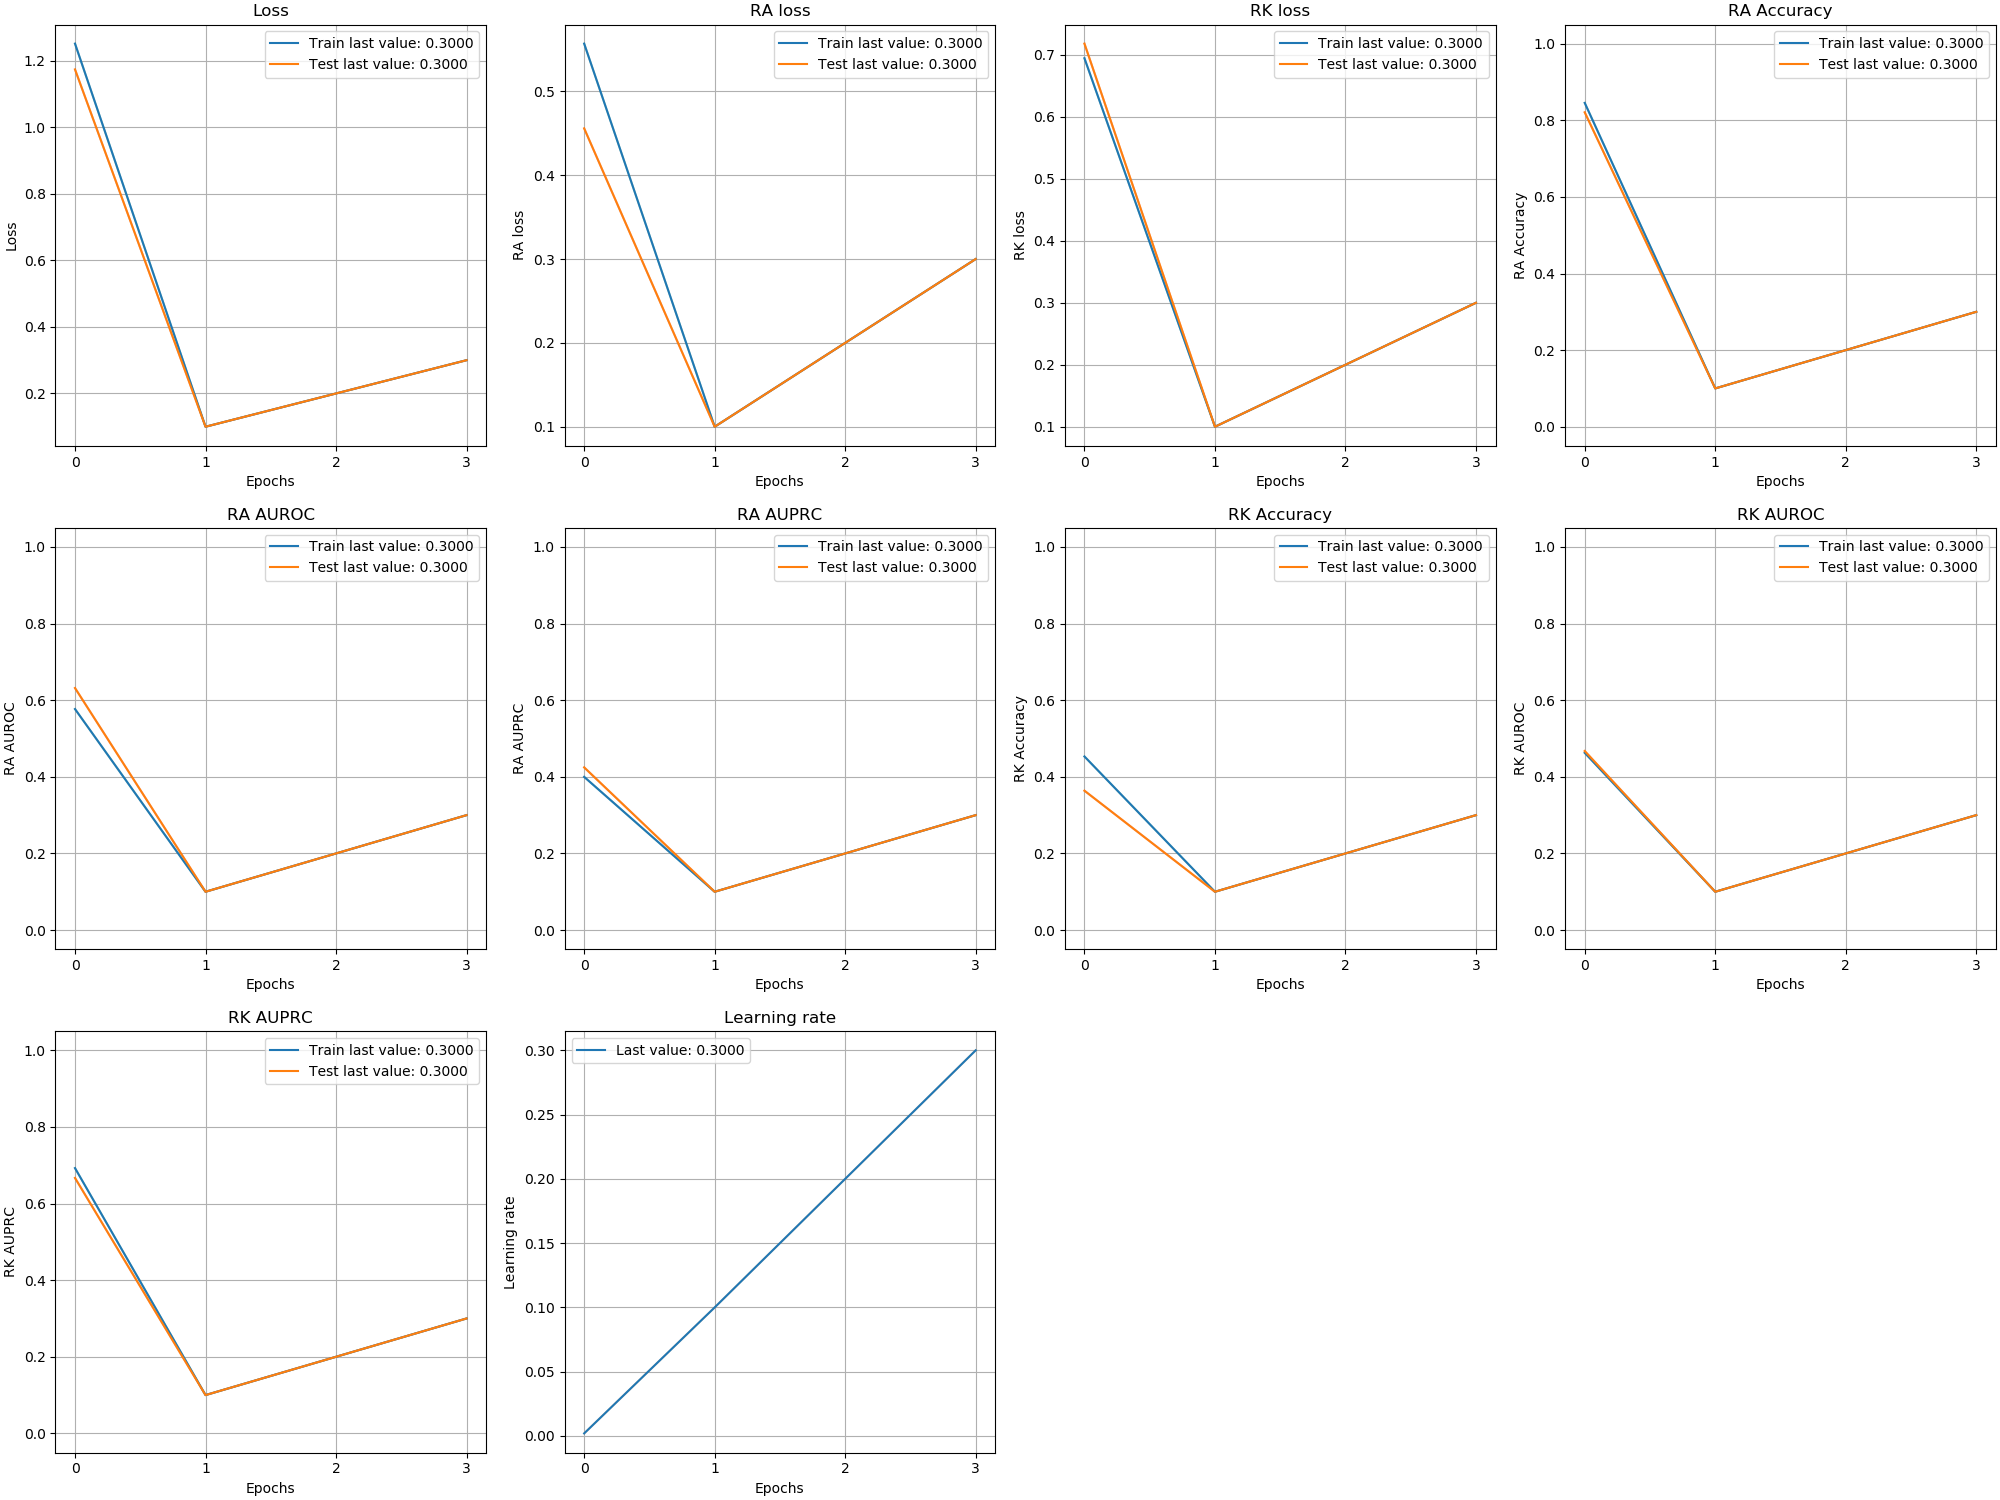 Loss
Train last value: 0.3000
Test last value: 0.3000
1.2
1.0
0.8
0.6
0.4
0.2
Loss
0 1 2 3
Epochs
RA loss
Train last value: 0.3000
Test last value: 0.3000
0.5
0.4
0.3
0.2
0.1
RA loss
0 1 2 3
Epochs
RK loss
Train last value: 0.3000
Test last value: 0.3000
0.7
0.6
0.5
0.4
0.3
0.2
0.1
RK loss
0 1 2 3
Epochs
RA Accuracy
Train last value: 0.3000
Test last value: 0.3000
1.0
0.8
0.6
0.4
0.2
0.0
RA Accuracy
0 1 2 3
Epochs
RA AUROC
Train last value: 0.3000
Test last value: 0.3000
1.0
0.8
0.6
0.4
0.2
0.0
RA AUROC
0 1 2 3
Epochs
RA AUPRC
Train last value: 0.3000
Test last value: 0.3000
1.0
0.8
0.6
0.4
0.2
0.0
RA AUPRC
0 1 2 3
Epochs
RK Accuracy
Train last value: 0.3000
Test last value: 0.3000
1.0
0.8
0.6
0.4
0.2
0.0
RK Accuracy
0 1 2 3
Epochs
RK AUROC
Train last value: 0.3000
Test last value: 0.3000
1.0
0.8
0.6
0.4
0.2
0.0
RK AUROC
0 1 2 3
Epochs
RK AUPRC
Train last value: 0.3000
Test last value: 0.3000
1.0
0.8
0.6
0.4
0.2
0.0
RK AUPRC
0 1 2 3
Epochs
Learning rate
Last value: 0.3000
0.30
0.25
0.20
0.15
0.10
0.05
0.00
Learning rate
0 1 2 3
Epochs